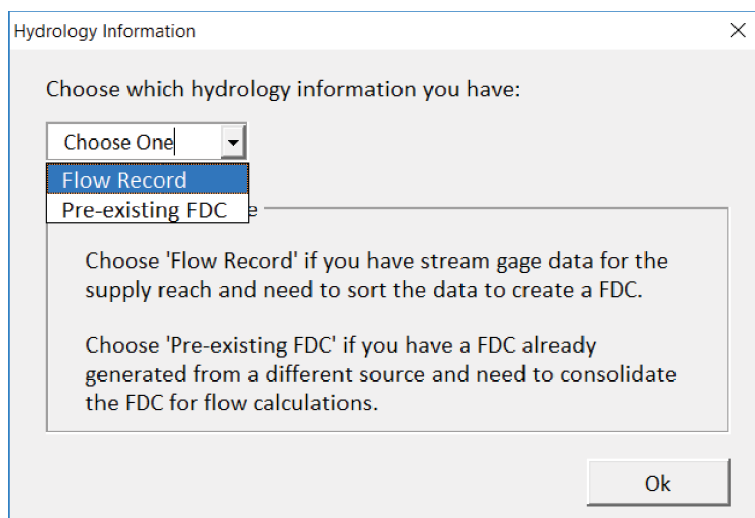 Hydrology Information
Choose which hydrology information you have:
Choose One
Flow Record
Pre-existing FDC
Choose 'Flow Record' if you have stream gage data for the
supply reach and need to sort the data to create a FDC.
Choose 'Pre-existing FDC' if you have a FDC already
generated from a different source and need to consolidate
the FDC for flow calculations.
Ok